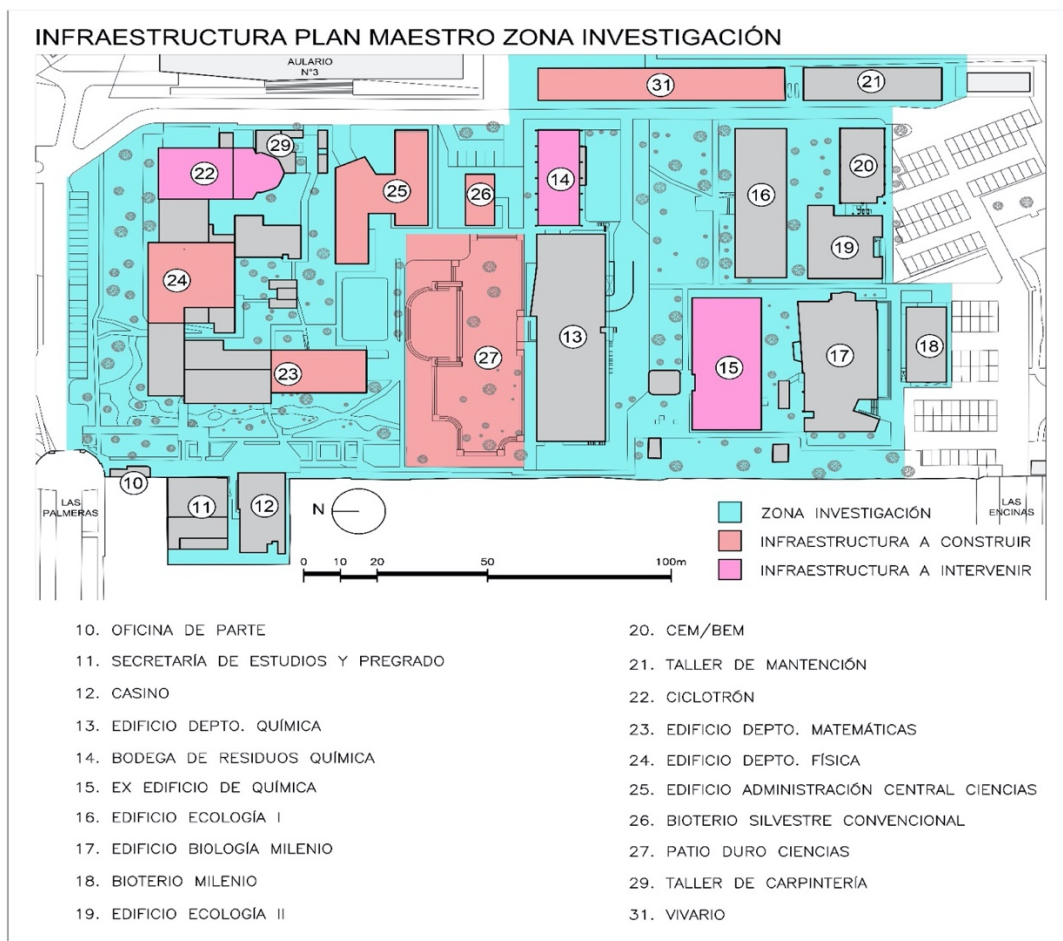 INFRAESTRUCTURA PLAN MAESTRO ZONA INVESTIGACIÓN
AULARIO
N°3
31
21
29
22
25
26
14
16
20
19
24
27
13
15
17
18
23
10
11
12
LAS
PALMERAS
N
LAS
ENCINAS
0 10 20 50 100m
ZONA INVESTIGACIÓN
INFRAESTRUCTURA A CONSTRUIR
INFRAESTRUCTURA A INTERVENIR
10. OFICINA DE PARTE
11. SECRETARÍA DE ESTUDIOS Y PREGRADO
12. CASINO
13. EDIFICIO DEPTO. QUÍMICA
14. BODEGA DE RESIDUOS QUÍMICA
15. EX EDIFICIO DE QUÍMICA
16. EDIFICIO ECOLOGÍA I
17. EDIFICIO BIOLOGÍA MILENIO
18. BIOTERIO MILENIO
19. EDIFICIO ECOLOGÍA II
20. CEM/BEM
21. TALLER DE MANTENCIÓN
22. CICLOTRÓN
23. EDIFICIO DEPTO. MATEMÁTICAS
24. EDIFICIO DEPTO. FÍSICA
25. EDIFICIO ADMINISTRACIÓN CENTRAL CIENCIAS
26. BIOTERIO SILVESTRE CONVENCIONAL
27. PATIO DURO CIENCIAS
29. TALLER DE CARPINTERÍA
31. VIVARIO